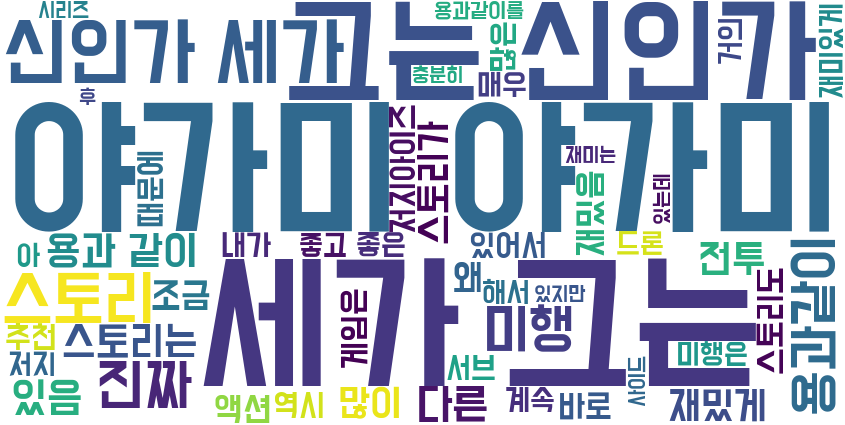 시리즈
용과같이를
신인가 세가
그는 신인가
많은
거의
재미있게
충분히
매우
후
야가미 야가미
때문에
저지아이즈
스토리가
재미는
재밌음
있는데
아 용과 같이
내가
좋고
좋은
있어서
드론
전투
용과같이
스토리
조금
세가 그는
게임은
왜
해서
있지만
스토리도
추천
스토리는
미행
미행은
저지
진짜
서브
사이드
있음
액션
역시
많이
다른
계속
바로
재밌게